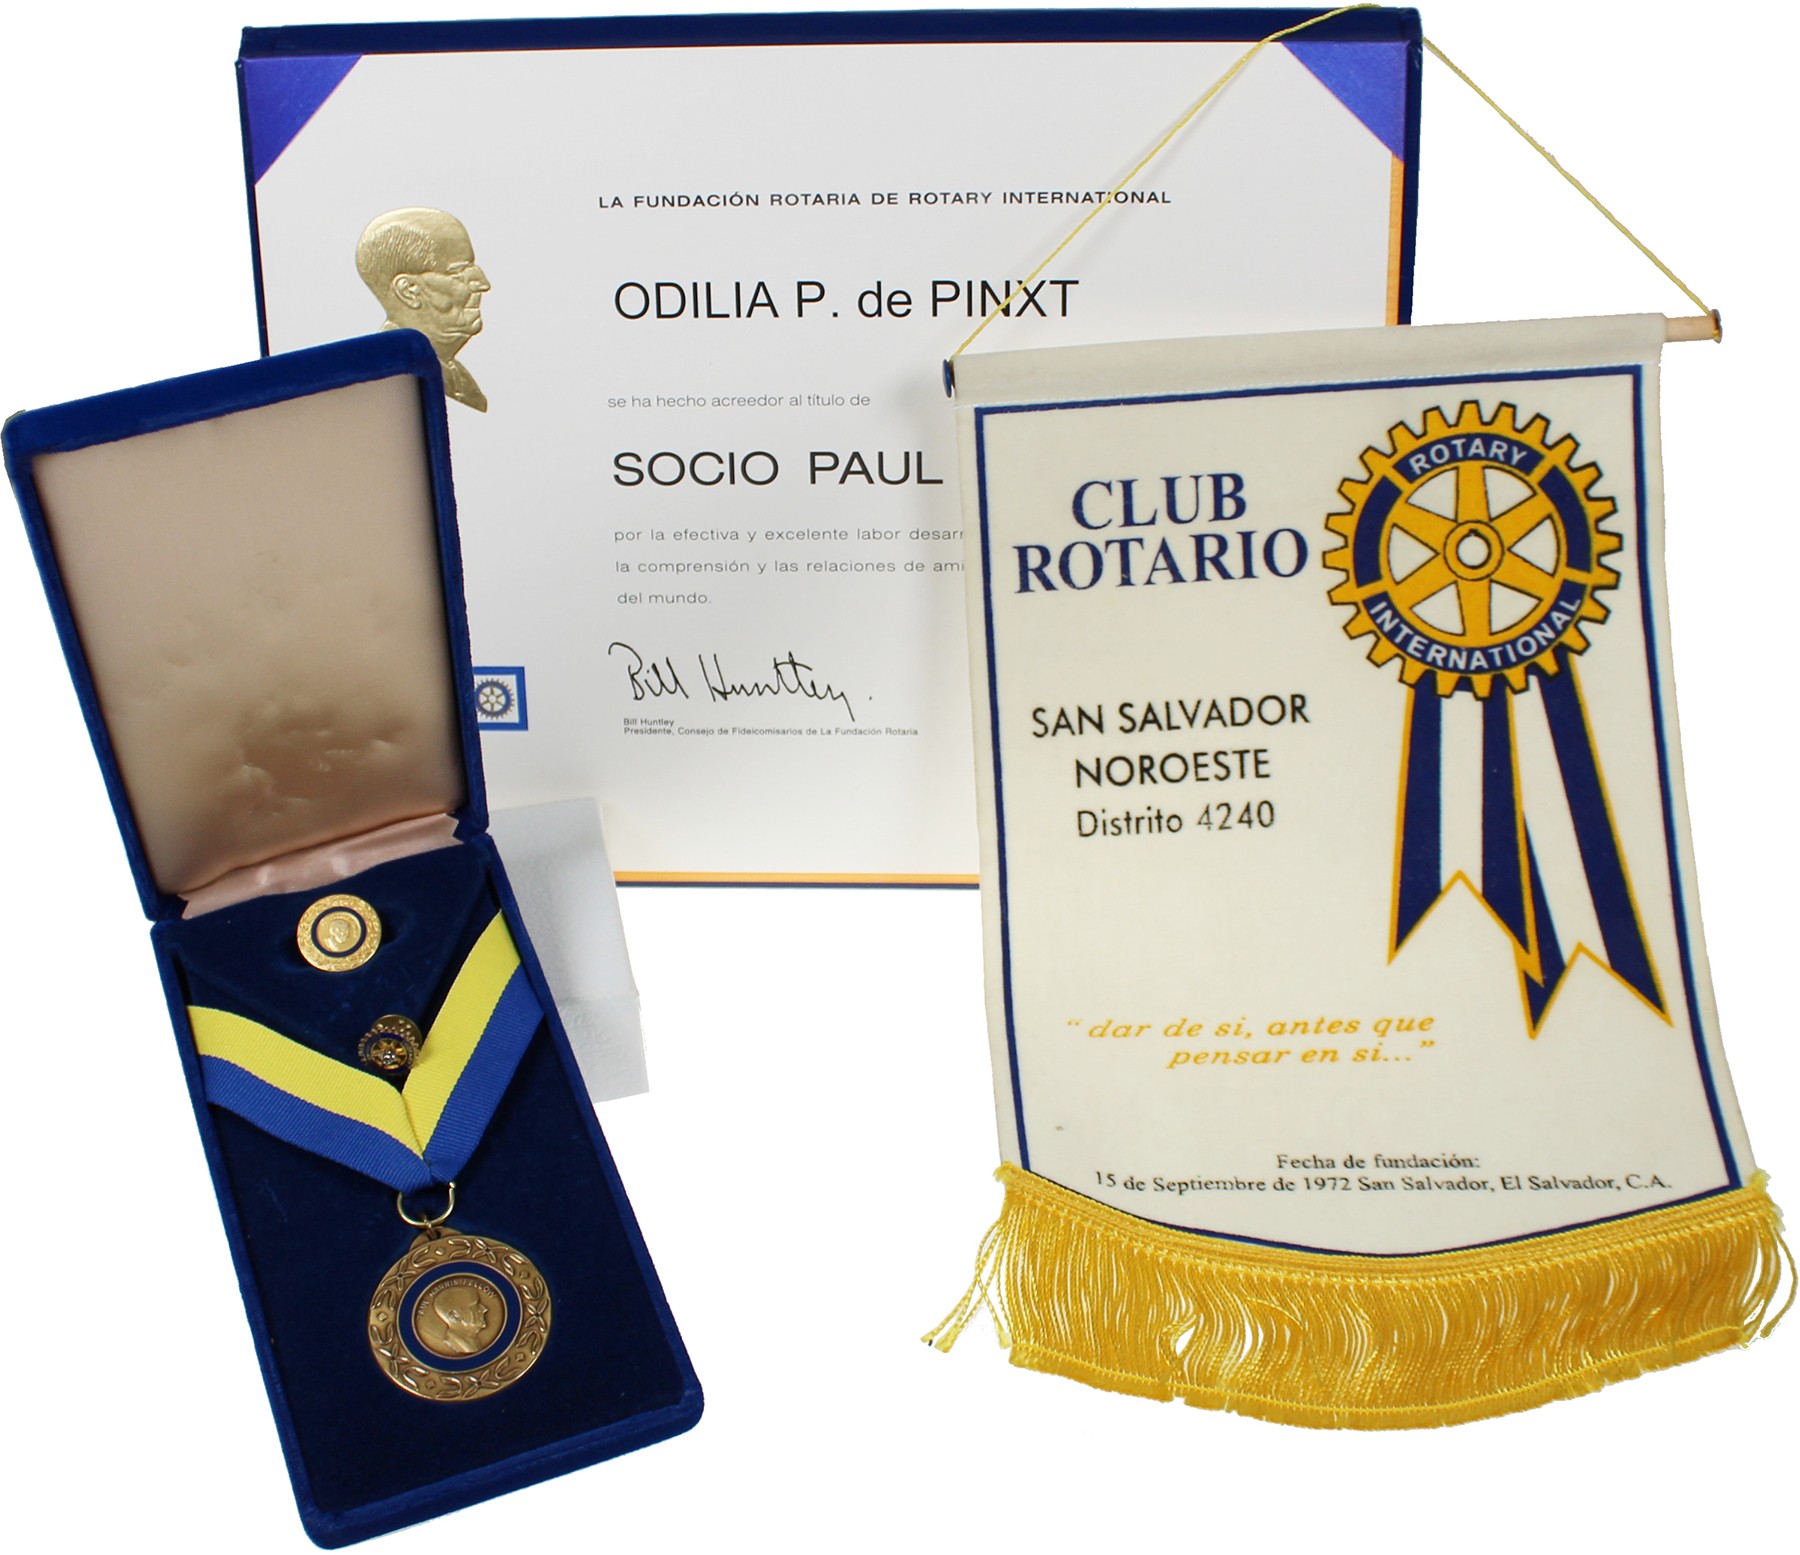 LA FUNDACIÓN ROTARIA DE ROTARY INTERNATIONAL
ODILIA P. de PINXT
se ha hecho acreedor al título de
SOCIO PAUL
por la efectiva y excelente labor desarr
la comprensión y las relaciones de ami
del mundo.
Bill Huntley.
Bill Huntley
Presidente, Consejo de Fideicomisarios de La Fundación Rotaria
CLUB
ROTARIO
ROTARY
INTERNATIONAL
SAN SALVADOR
NOROESTE
Distrito 4240
“dar de si, antes que
pensar en si...”
Fecha de fundación:
15 de Septiembre de 1972 San Salvador, El Salvador, C.A.
HARRIS FELLOW